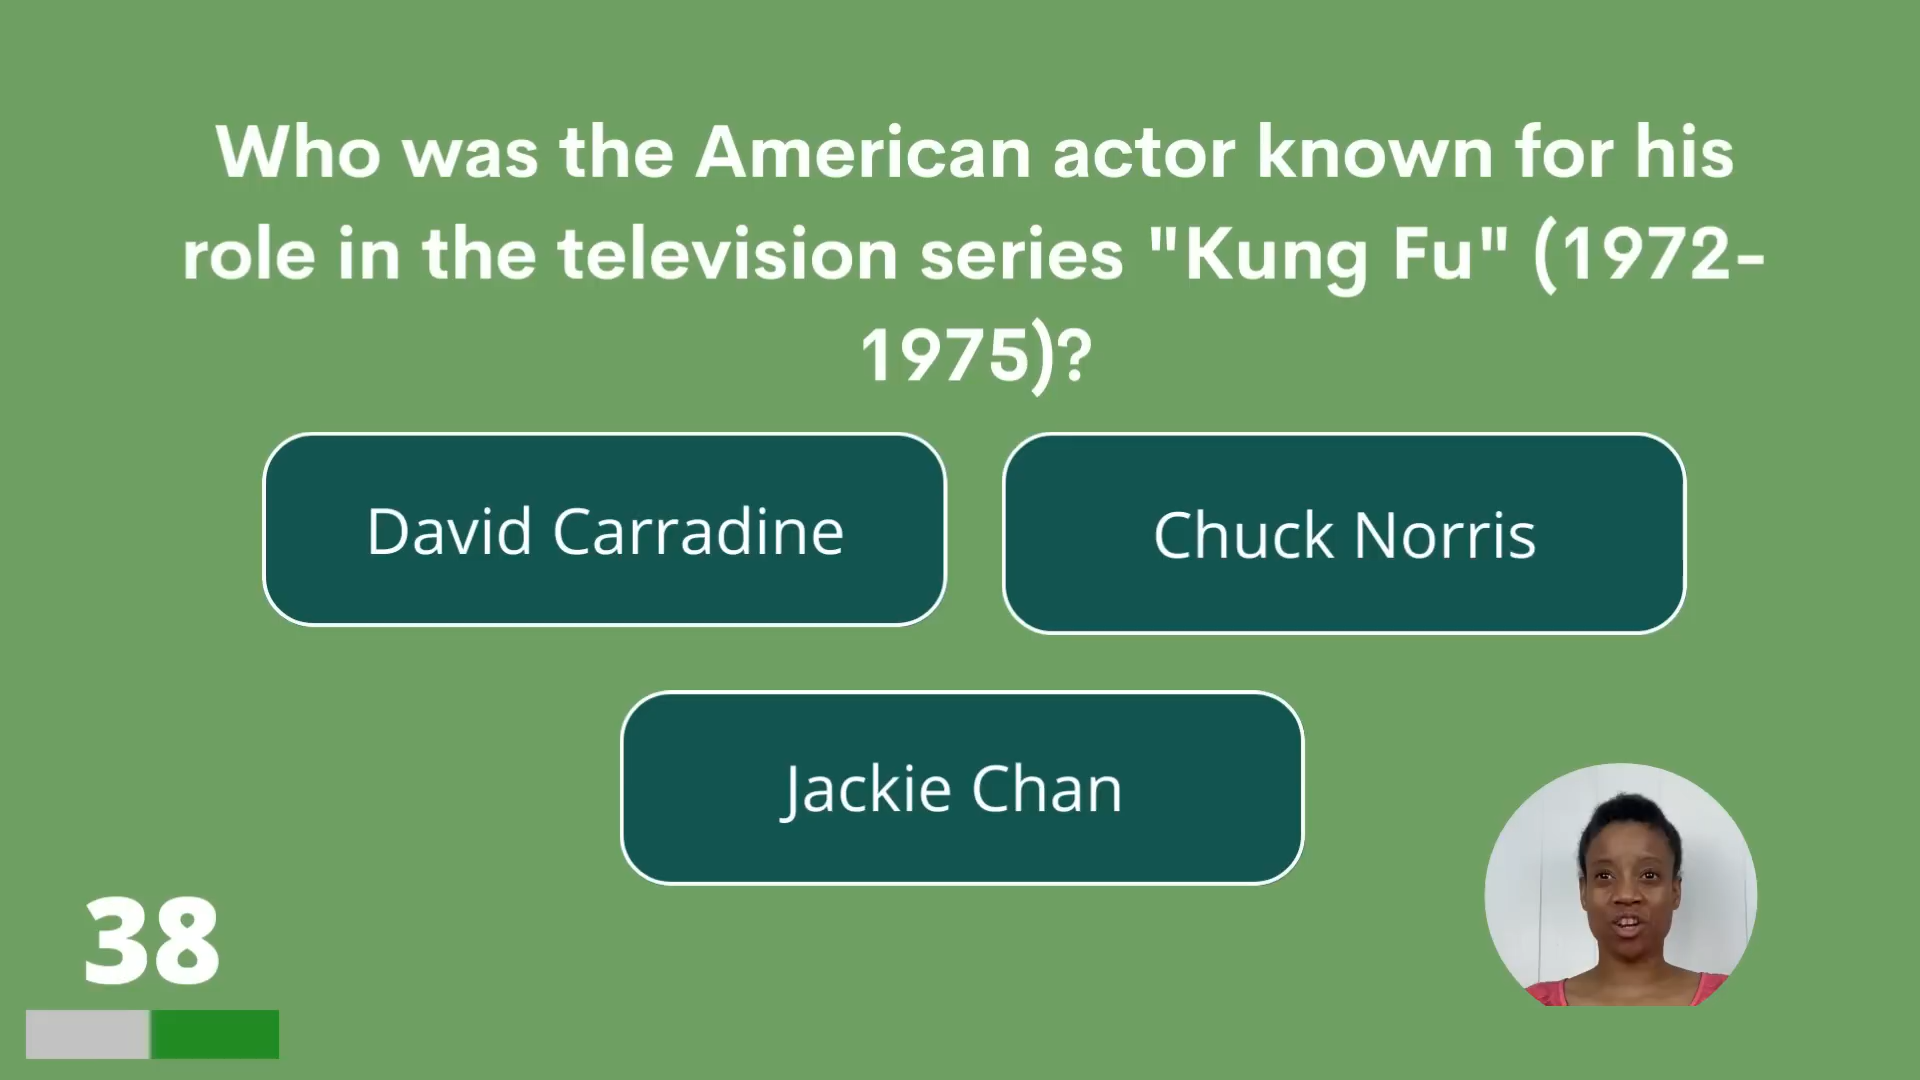 Who was the American actor known for his
role in the television series "Kung Fu" (1972-
1975)?
David Carradine
Chuck Norris
Jackie Chan
38